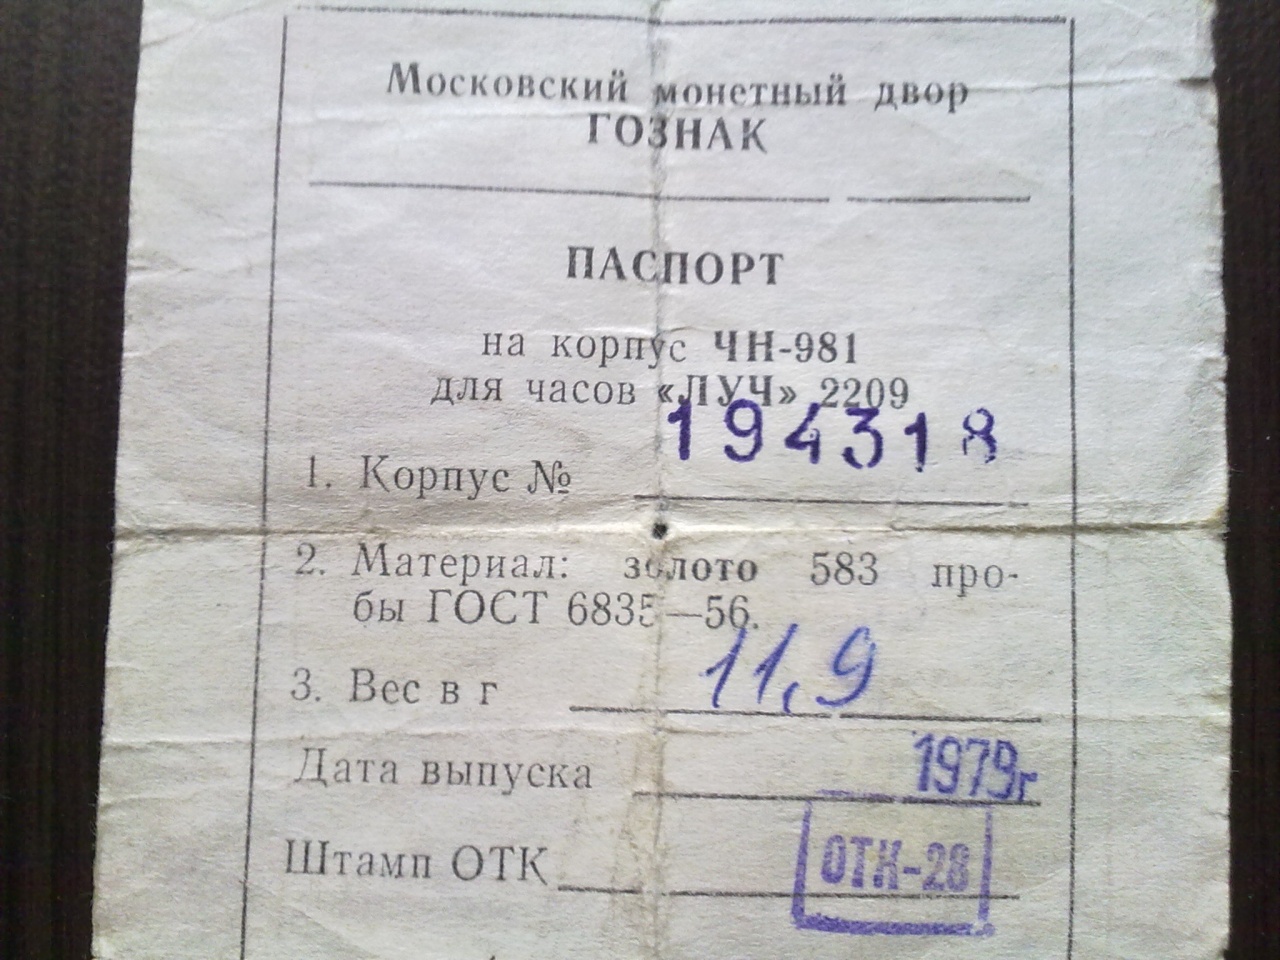 Московский монетный двор
ГОЗНАК
ПАСПОРТ
на корпус ЧН-981
для часов «ЛУЧ» 2209
194318
1. Корпус №
2. Материал: золото 583 про-
бы ГОСТ 6835—56.
3. Вес в г 11,9
Дата выпуска 1979г
Штамп ОТК ОТК-28